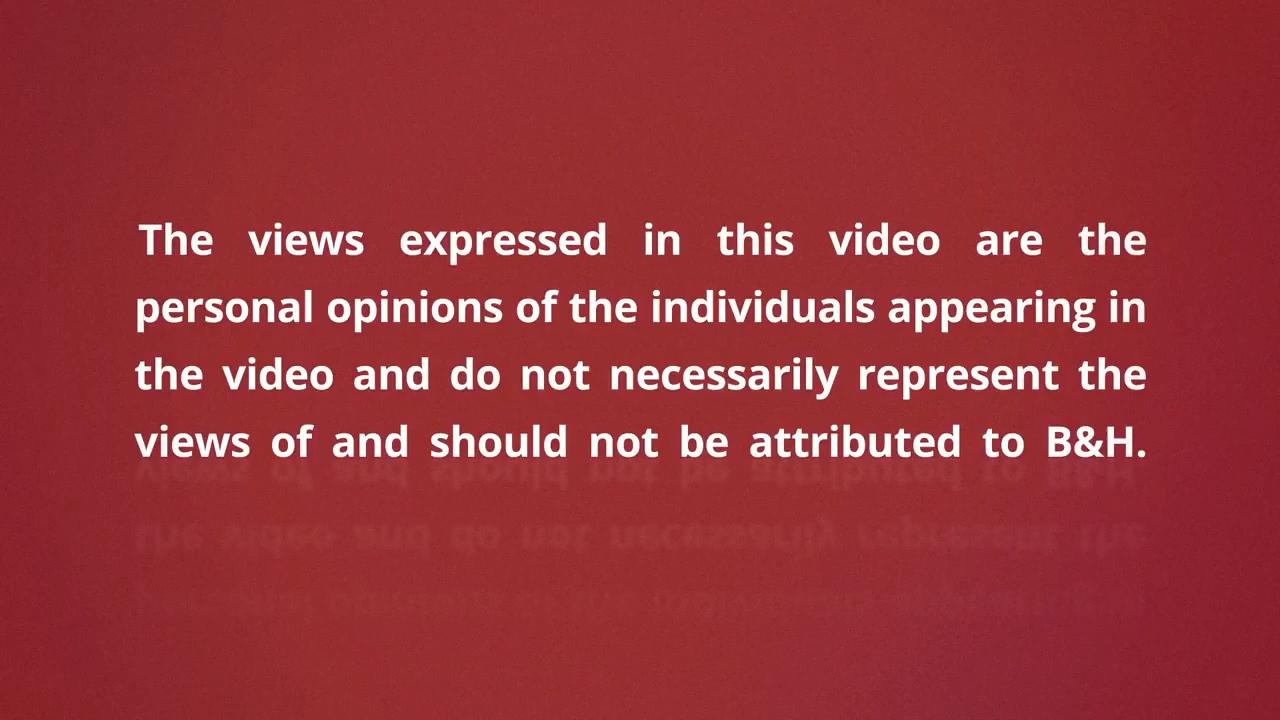 The views expressed in this video are the
personal opinions of the individuals appearing in
the video and do not necessarily represent the
views of and should not be attributed to B&H.